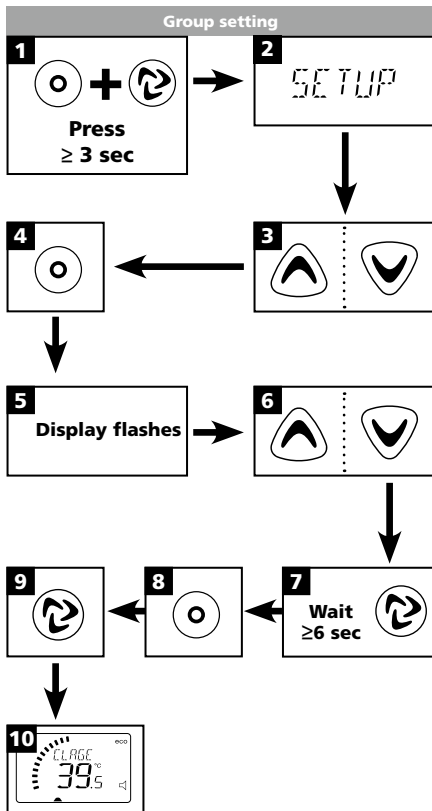 Group setting
1
Press
≥ 3 sec
2
SETUP
3
4
5
Display flashes
6
7
Wait
≥6 sec
8
9
10
eco
CLAGE
39.5 °C